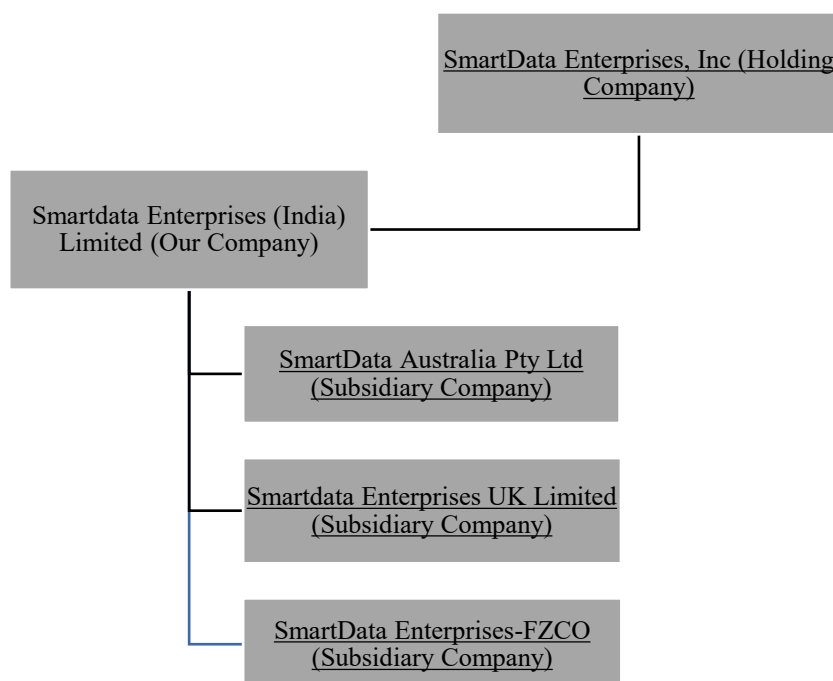 SmartData Enterprises, Inc (Holding
Company)
Smartdata Enterprises (India)
Limited (Our Company)
SmartData Australia Pty Ltd
(Subsidiary Company)
Smartdata Enterprises UK Limited
(Subsidiary Company)
SmartData Enterprises-FZCO
(Subsidiary Company)